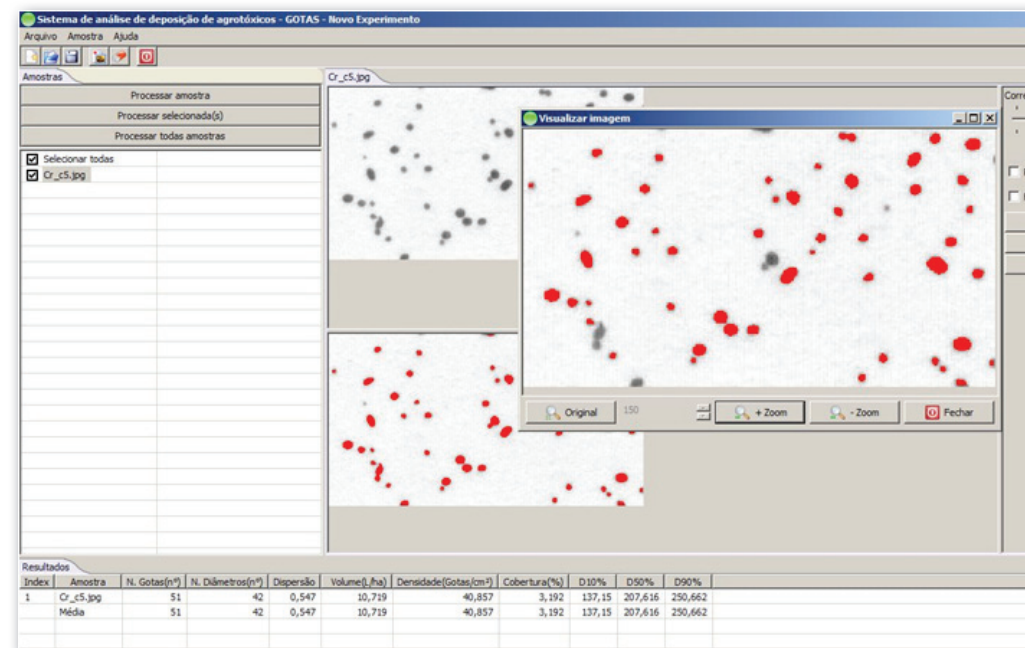 Sistema de análise de deposição de agrotóxicos - GOTAS - Novo Experimento
Arquivo Amostra Ajuda
Amostras
Processar amostra
Processar selecionada(s)
Processar todas amostras
Selecionar todas
Cr_c5.jpg
Cr_c5.jpg
Visualizar imagem
Original 150 + Zoom - Zoom Fechar
Resultados
Index Amostra N. Gotas(nº) N. Diâmetros(nº) Dispersão Volume(L/ha) Densidade(Gotas/cm²) Cobertura(%) D10% D50% D90%
1 Cr_c5.jpg 51 42 0,547 10,719 40,857 3,192 137,15 207,616 250,662
Média 51 42 0,547 10,719 40,857 3,192 137,15 207,616 250,662